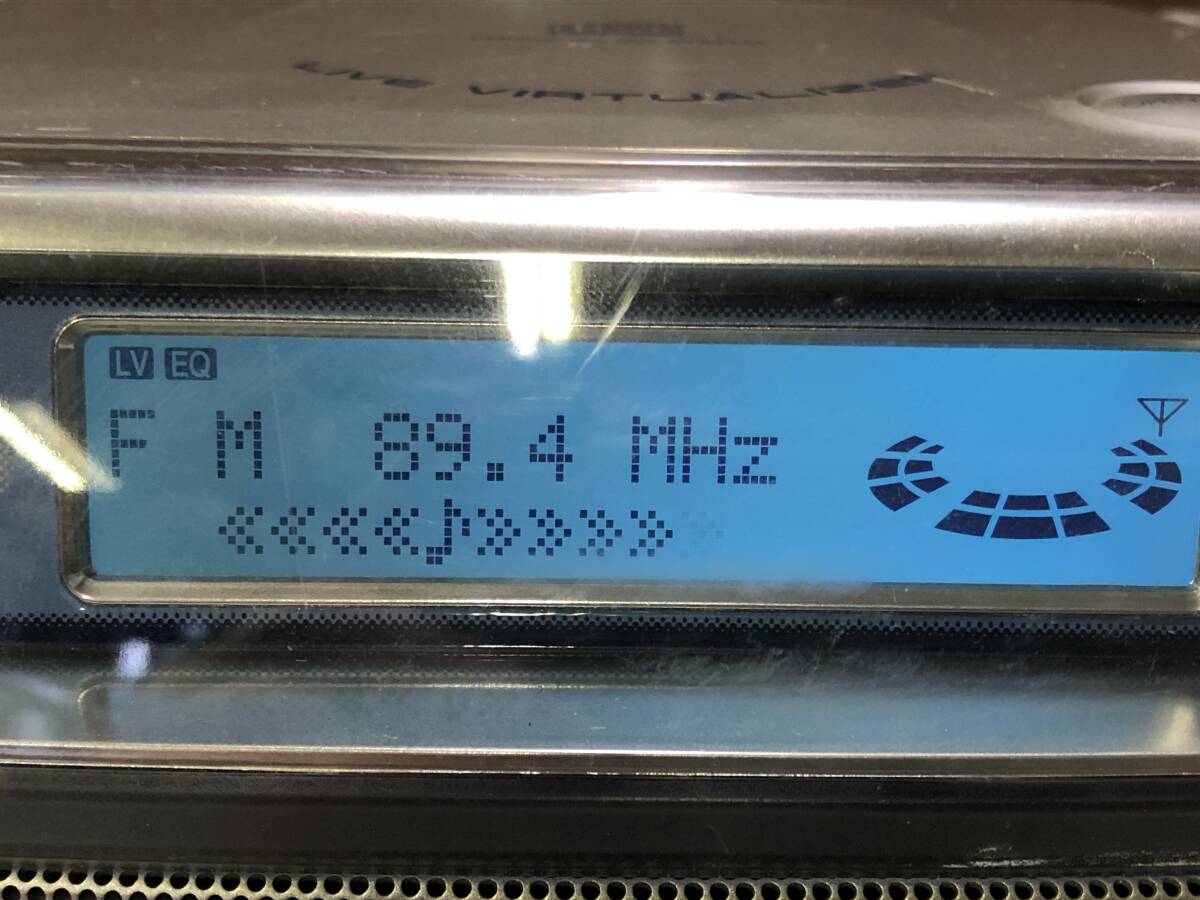 LIVE VIRTUALIZER
LV EQ
FM 89.4 MHz
««««♪»»»»